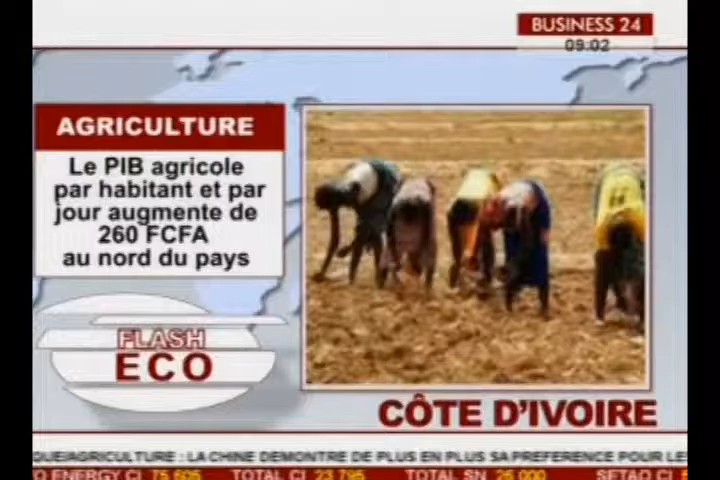 BUSINESS 24
09:02
AGRICULTURE
Le PIB agricole
par habitant et par
jour augmente de
260 FCFA
au nord du pays
FLASH
ECO
CÔTE D'IVOIRE
QUE/AGRICULTURE : LA CHINE DEMONTRE DE PLUS EN PLUS SA PREFERENCE POUR LES
O ENERGY CI 75 605 TOTAL CI 23 795 TOTAL SN 26 000 SETAO CI